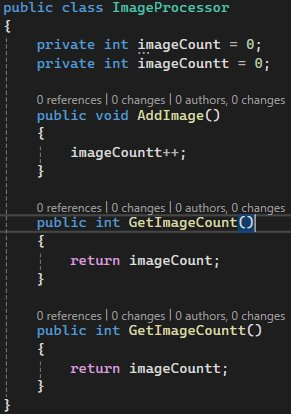 public class ImageProcessor
{
private int imageCount = 0;
private int imageCountt = 0;
0 references | 0 changes | 0 authors, 0 changes
public void AddImage()
{
imageCountt++;
}
0 references | 0 changes | 0 authors, 0 changes
public int GetImageCount()
{
return imageCount;
}
0 references | 0 changes | 0 authors, 0 changes
public int GetImageCountt()
{
return imageCountt;
}
}